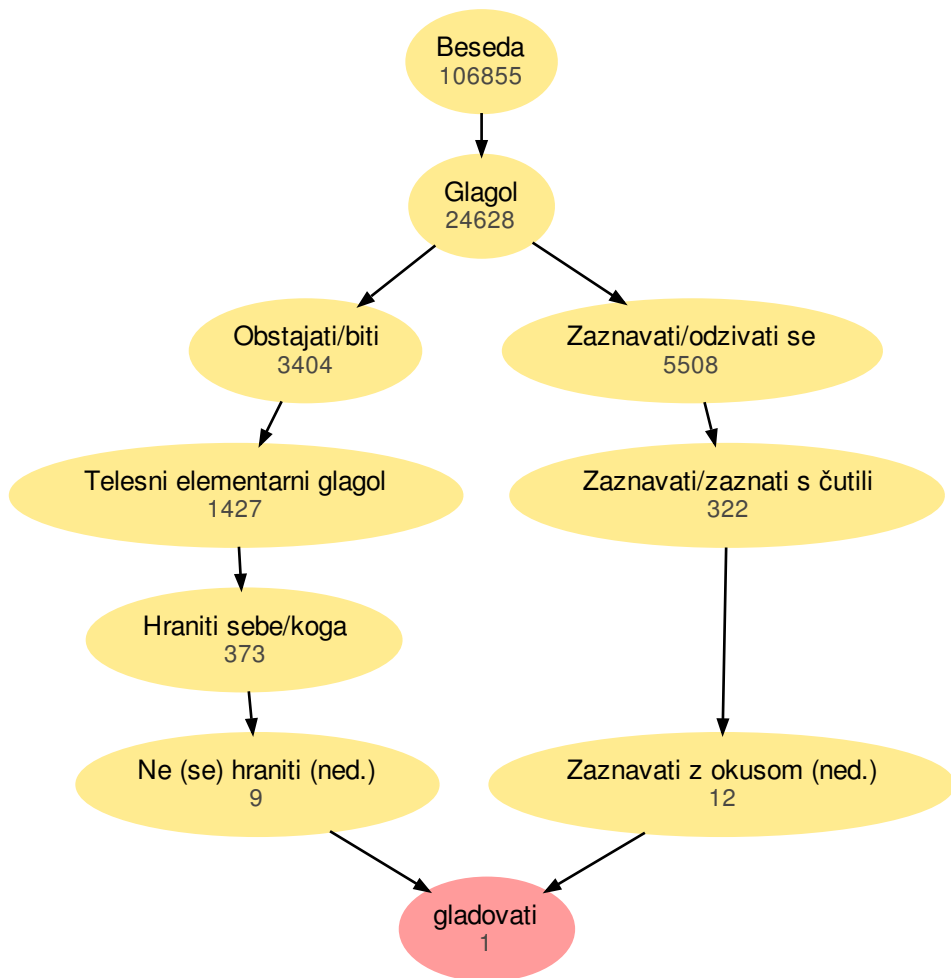 Beseda
106855
Glagol
24628
Obstajati/biti
3404
Zaznavati/odzivati se
5508
Telesni elementarni glagol
1427
Zaznavati/zaznati s čutili
322
Hraniti sebe/koga
373
Ne (se) hraniti (ned.)
9
Zaznavati z okusom (ned.)
12
gladovati
1